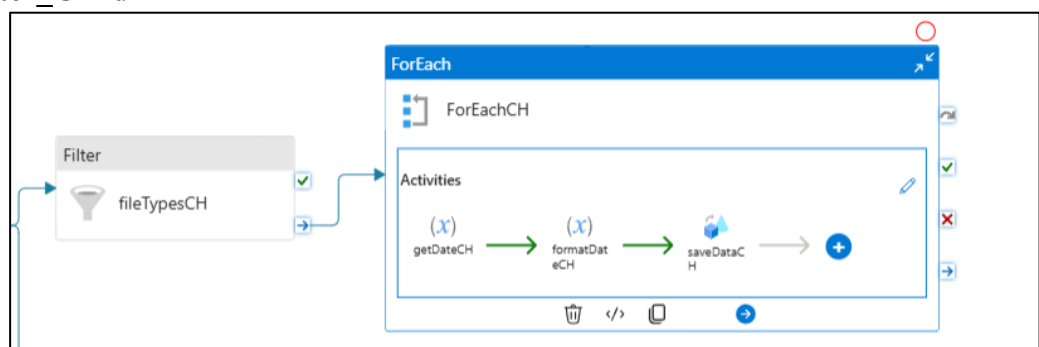 ForEach
ForEachCH
Filter
fileTypesCH
Activities
(x)
getDateCH
(x)
formatDat
eCH
saveDataC
H